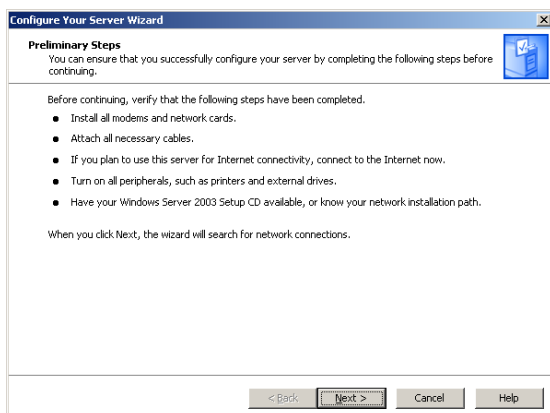 Configure Your Server Wizard
Preliminary Steps
You can ensure that you successfully configure your server by completing the following steps before
continuing.
Before continuing, verify that the following steps have been completed.
Install all modems and network cards.
Attach all necessary cables.
If you plan to use this server for Internet connectivity, connect to the Internet now.
Turn on all peripherals, such as printers and external drives.
Have your Windows Server 2003 Setup CD available, or know your network installation path.
When you click Next, the wizard will search for network connections.
< Back Next > Cancel Help